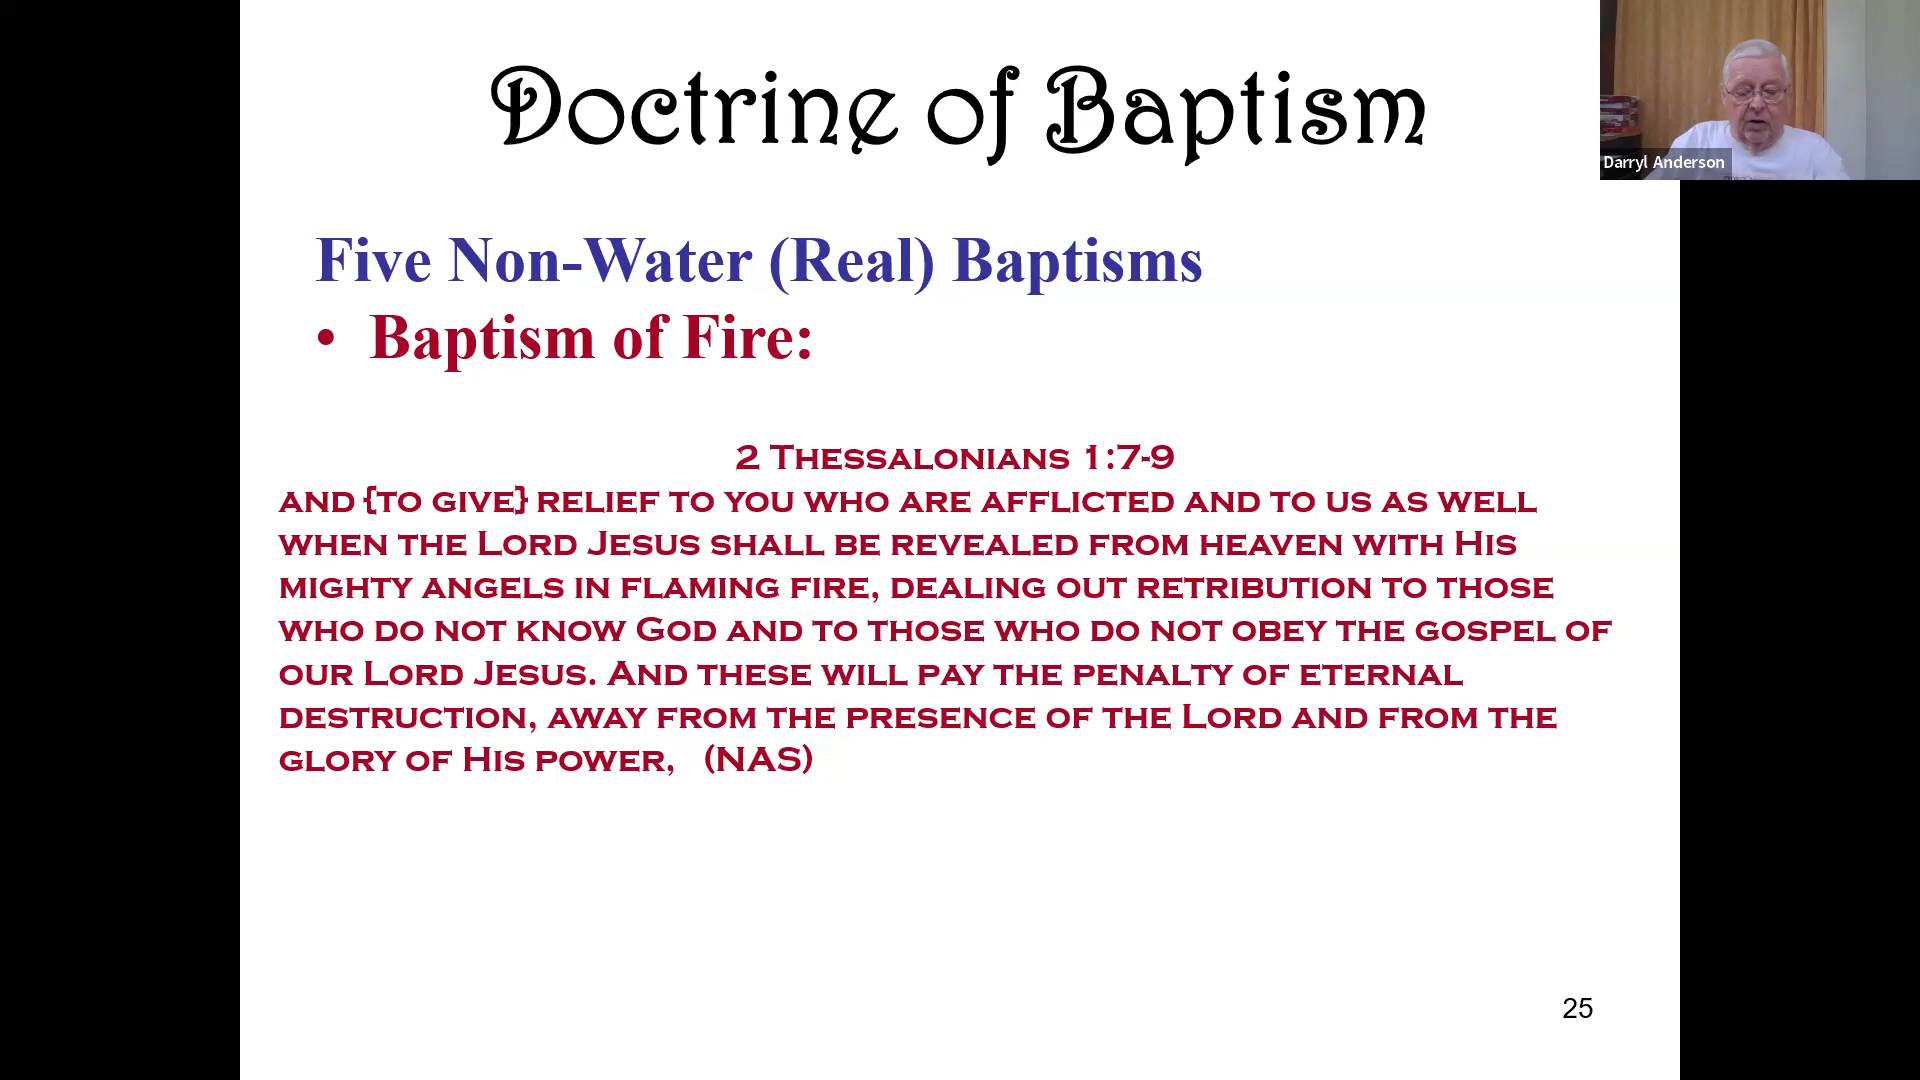 Doctrine of Baptism
Darryl Anderson
Five Non-Water (Real) Baptisms
• Baptism of Fire:
2 Thessalonians 1:7-9
and {to give} relief to you who are afflicted and to us as well
when the Lord Jesus shall be revealed from heaven with His
mighty angels in flaming fire, dealing out retribution to those
who do not know God and to those who do not obey the gospel of
our Lord Jesus. And these will pay the penalty of eternal
destruction, away from the presence of the Lord and from the
glory of His power, (NAS)
25